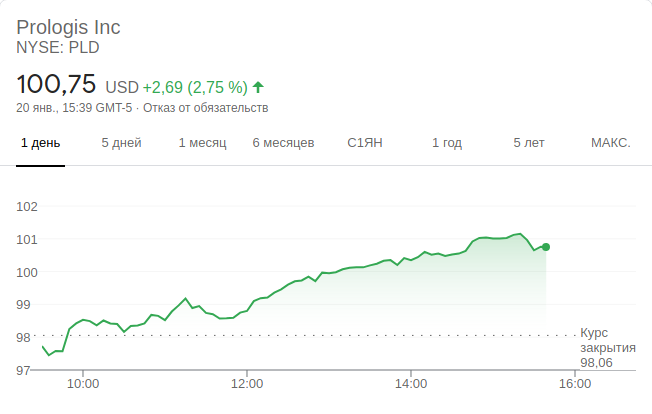 Prologis Inc
NYSE: PLD
100,75 USD +2,69 (2,75 %)
20 янв., 15:39 GMT-5 · Отказ от обязательств
1 день 5 дней 1 месяц 6 месяцев С1ЯН 1 год 5 лет МАКС.
102
101
100
99
98
97
Курс
закрытия
98,06
10:00 12:00 14:00 16:00